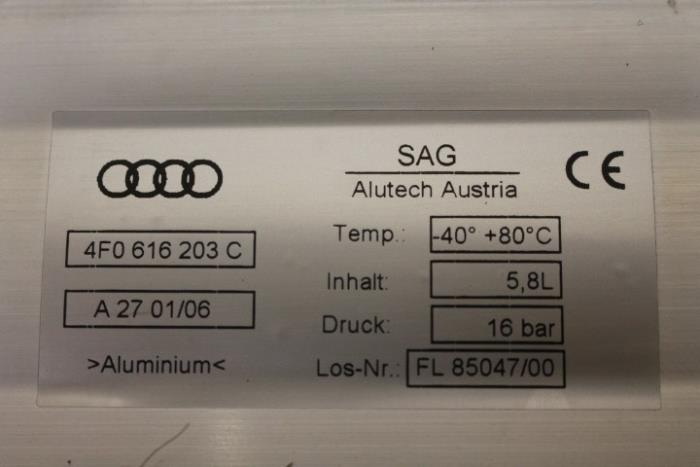 SAG
Alutech Austria
CE
4F0 616 203 C
A 27 01/06
>Aluminium<
Temp.: -40° +80°C
Inhalt: 5,8L
Druck: 16 bar
Los-Nr.: FL 85047/00